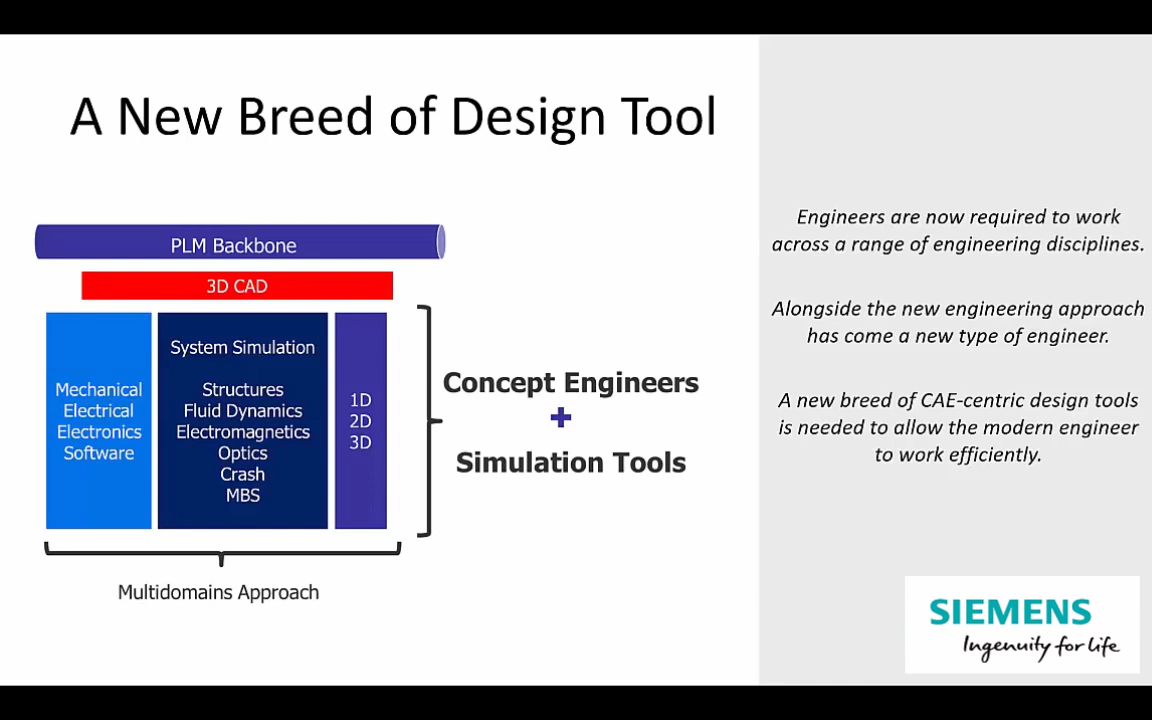 A New Breed of Design Tool
PLM Backbone
3D CAD
Mechanical
Electrical
Electronics
Software
System Simulation
Structures
Fluid Dynamics
Electromagnetics
Optics
Crash
MBS
1D
2D
3D
Concept Engineers
+
Simulation Tools
Multidomains Approach
Engineers are now required to work
across a range of engineering disciplines.
Alongside the new engineering approach
has come a new type of engineer.
A new breed of CAE-centric design tools
is needed to allow the modern engineer
to work efficiently.
SIEMENS
Ingenuity for life